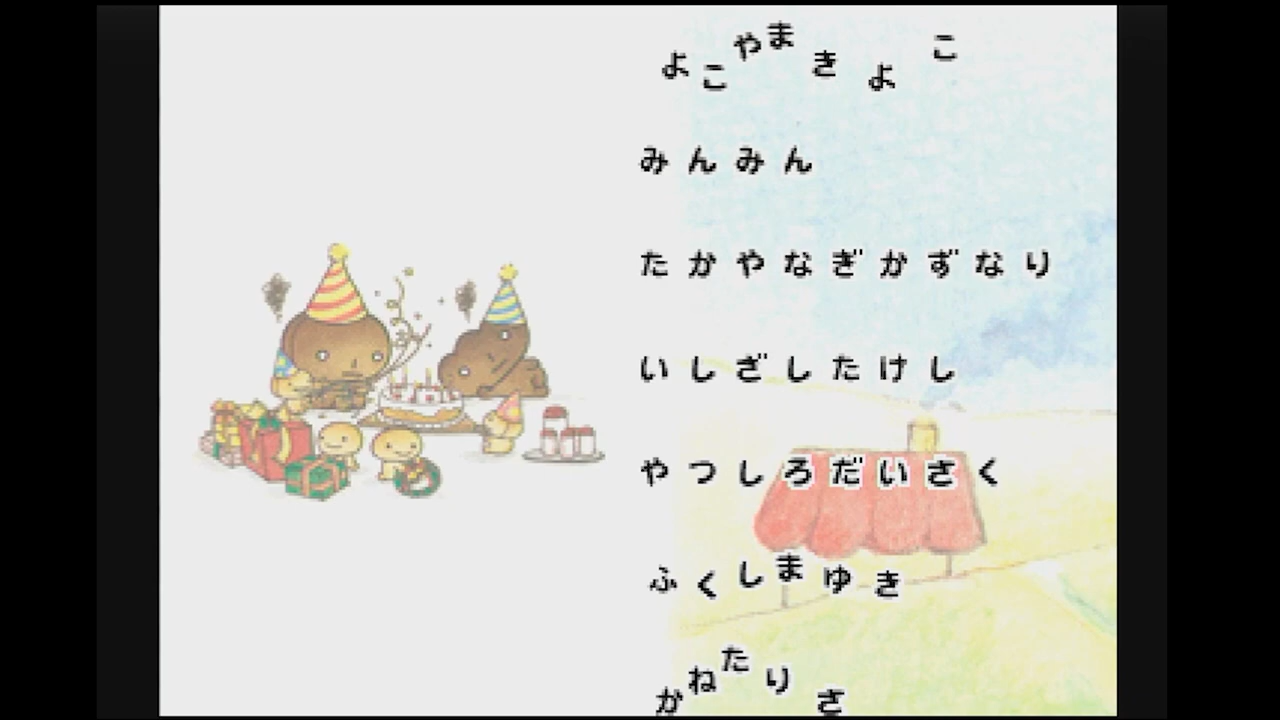 よこやまきよこ
みんみん
たかやなぎかずなり
いしざしたけし
やつしろだいさく
ふくしまゆき
かねたりさ